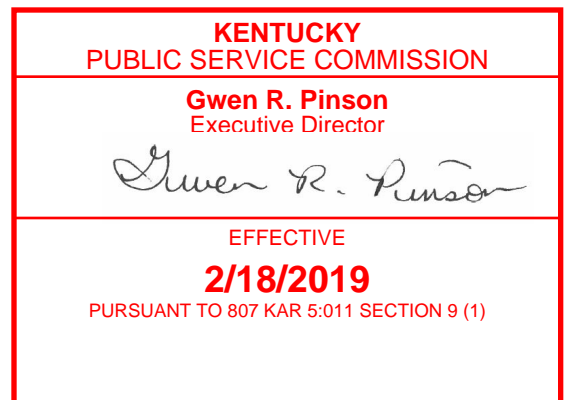 KENTUCKY
PUBLIC SERVICE COMMISSION
Gwen R. Pinson
Executive Director
Gwen R. Pinson
EFFECTIVE
2/18/2019
PURSUANT TO 807 KAR 5:011 SECTION 9 (1)